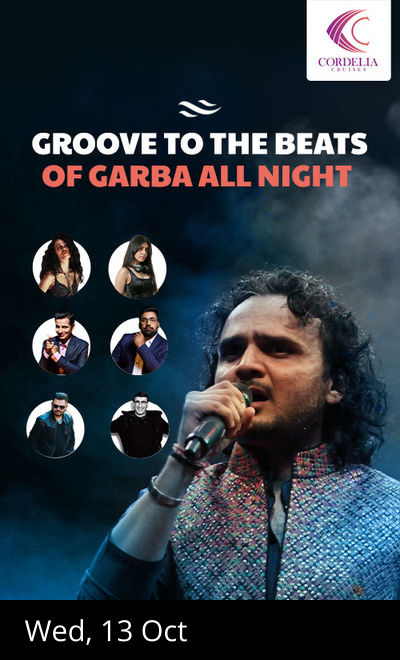 CORDELIA
CRUISES
GROOVE TO THE BEATS
OF GARBA ALL NIGHT
Wed, 13 Oct